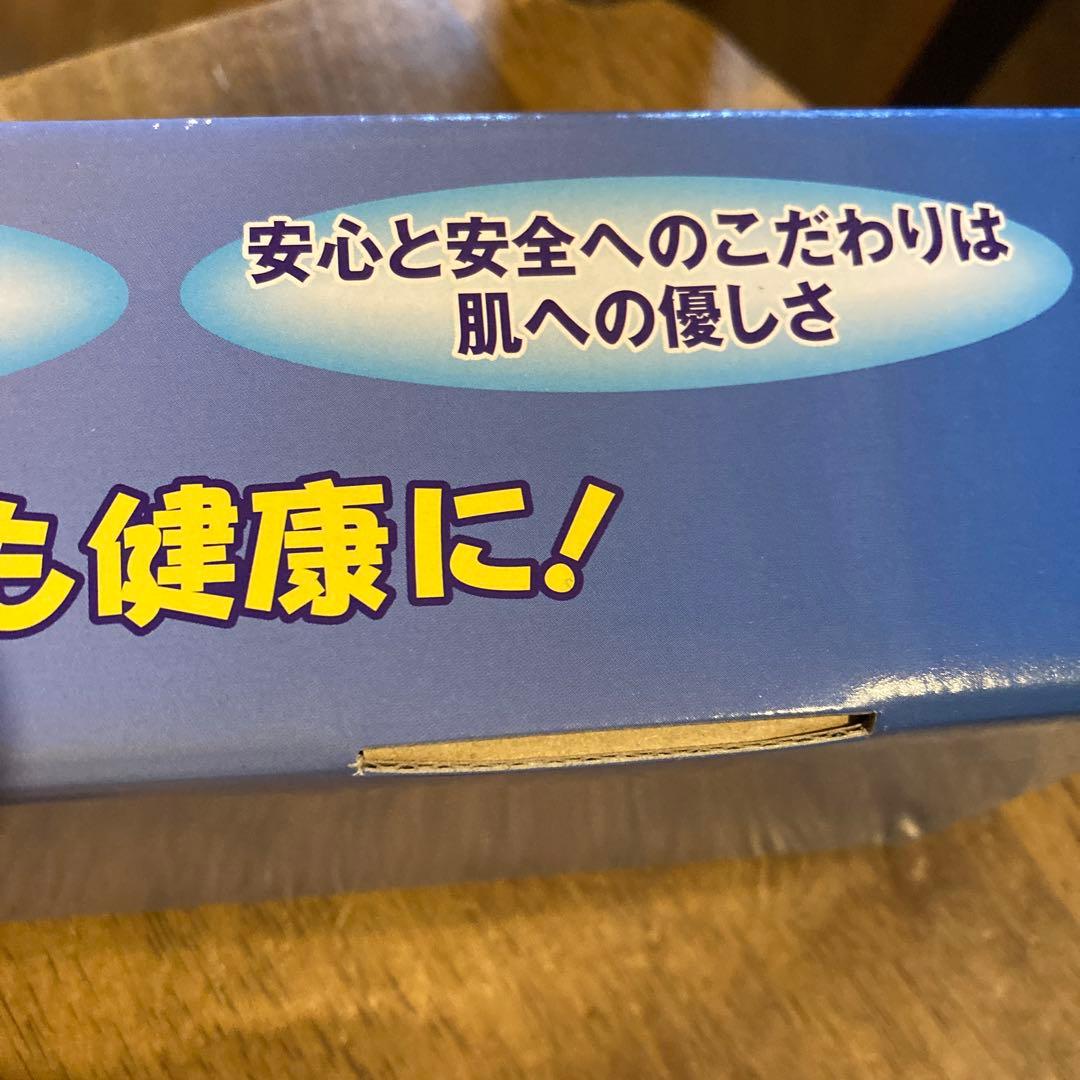 安心と安全へのこだわりは
肌への優しさ
も健康に!